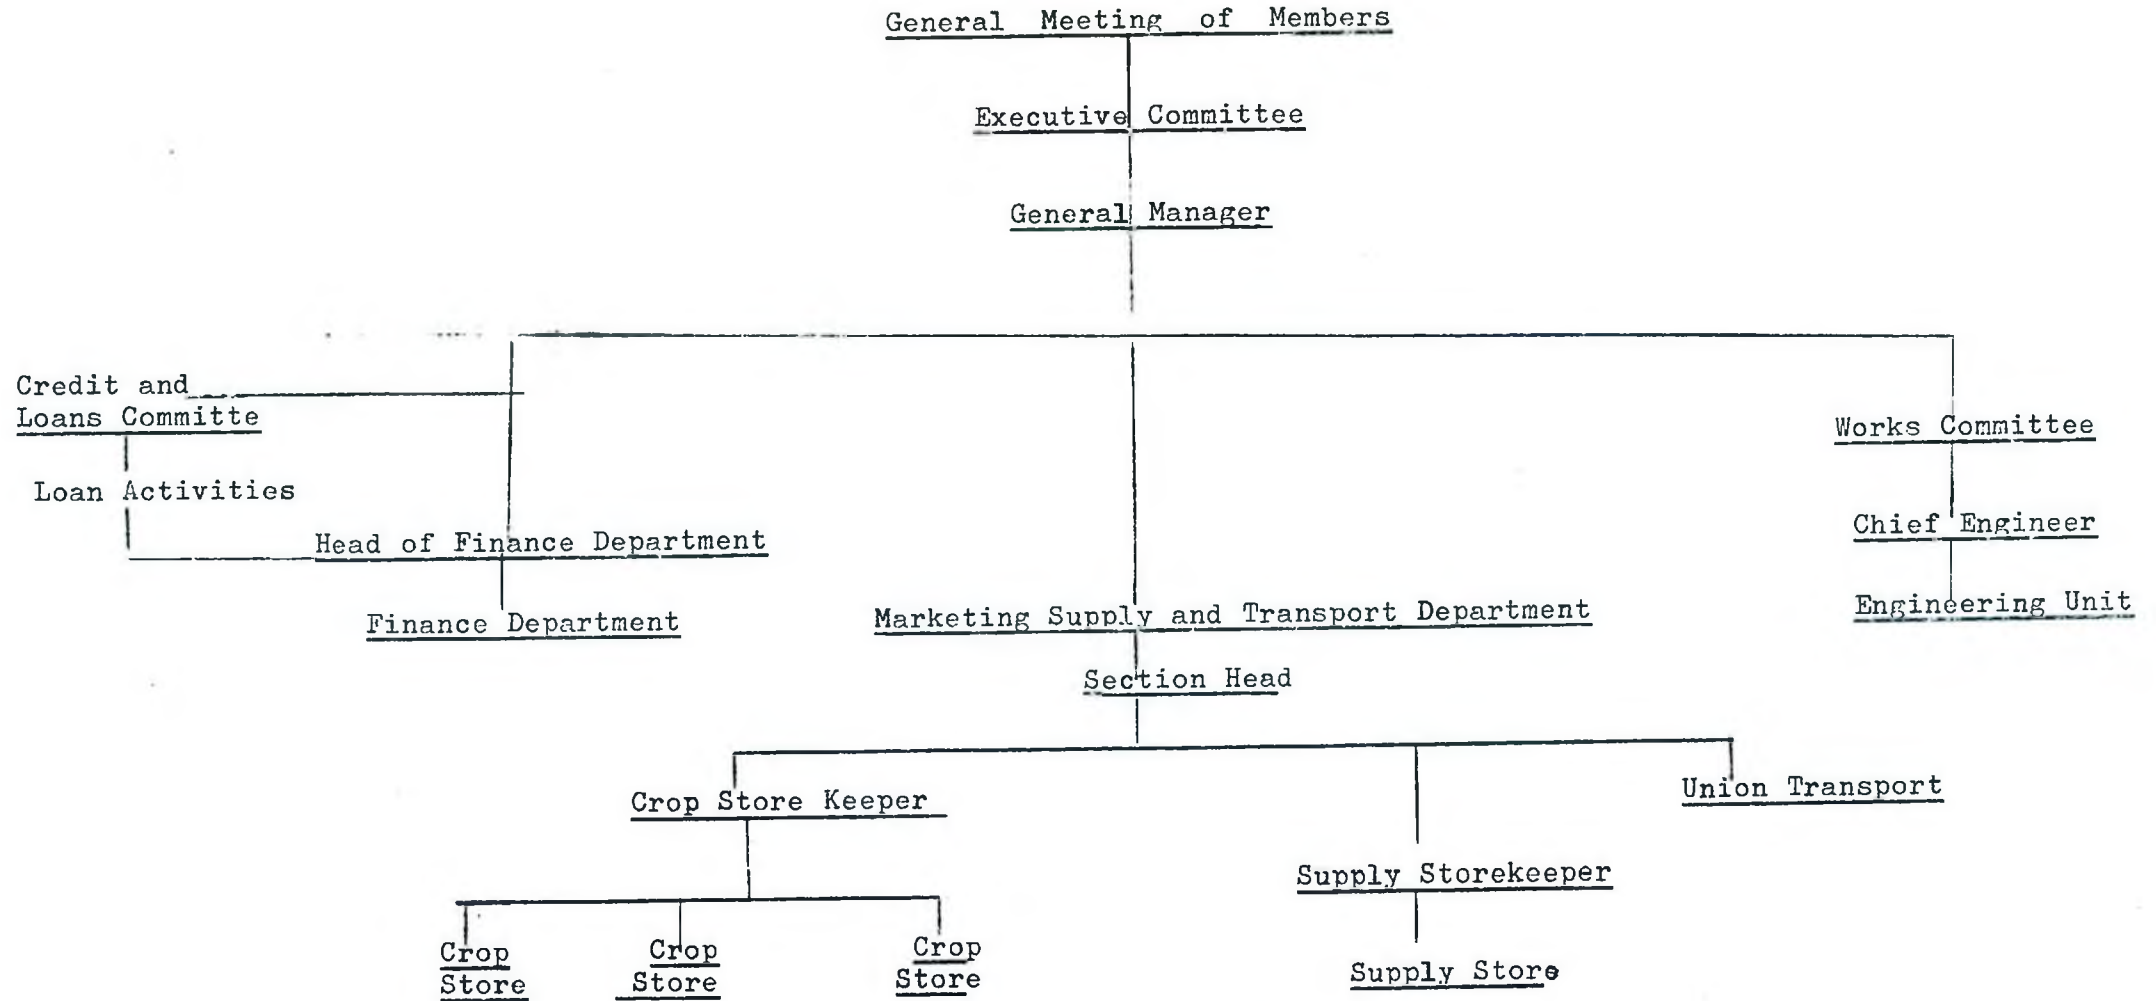 General Meeting of Members
Executive Committee
General Manager
Credit and
Loans Committe
Loan Activities
Head of Finance Department
Finance Department
Works Committee
Chief Engineer
Engineering Unit
Marketing Supply and Transport Department
Section Head
Crop Store Keeper
Union Transport
Supply Storekeeper
Crop
Store
Crop
Store
Crop
Store
Supply Store